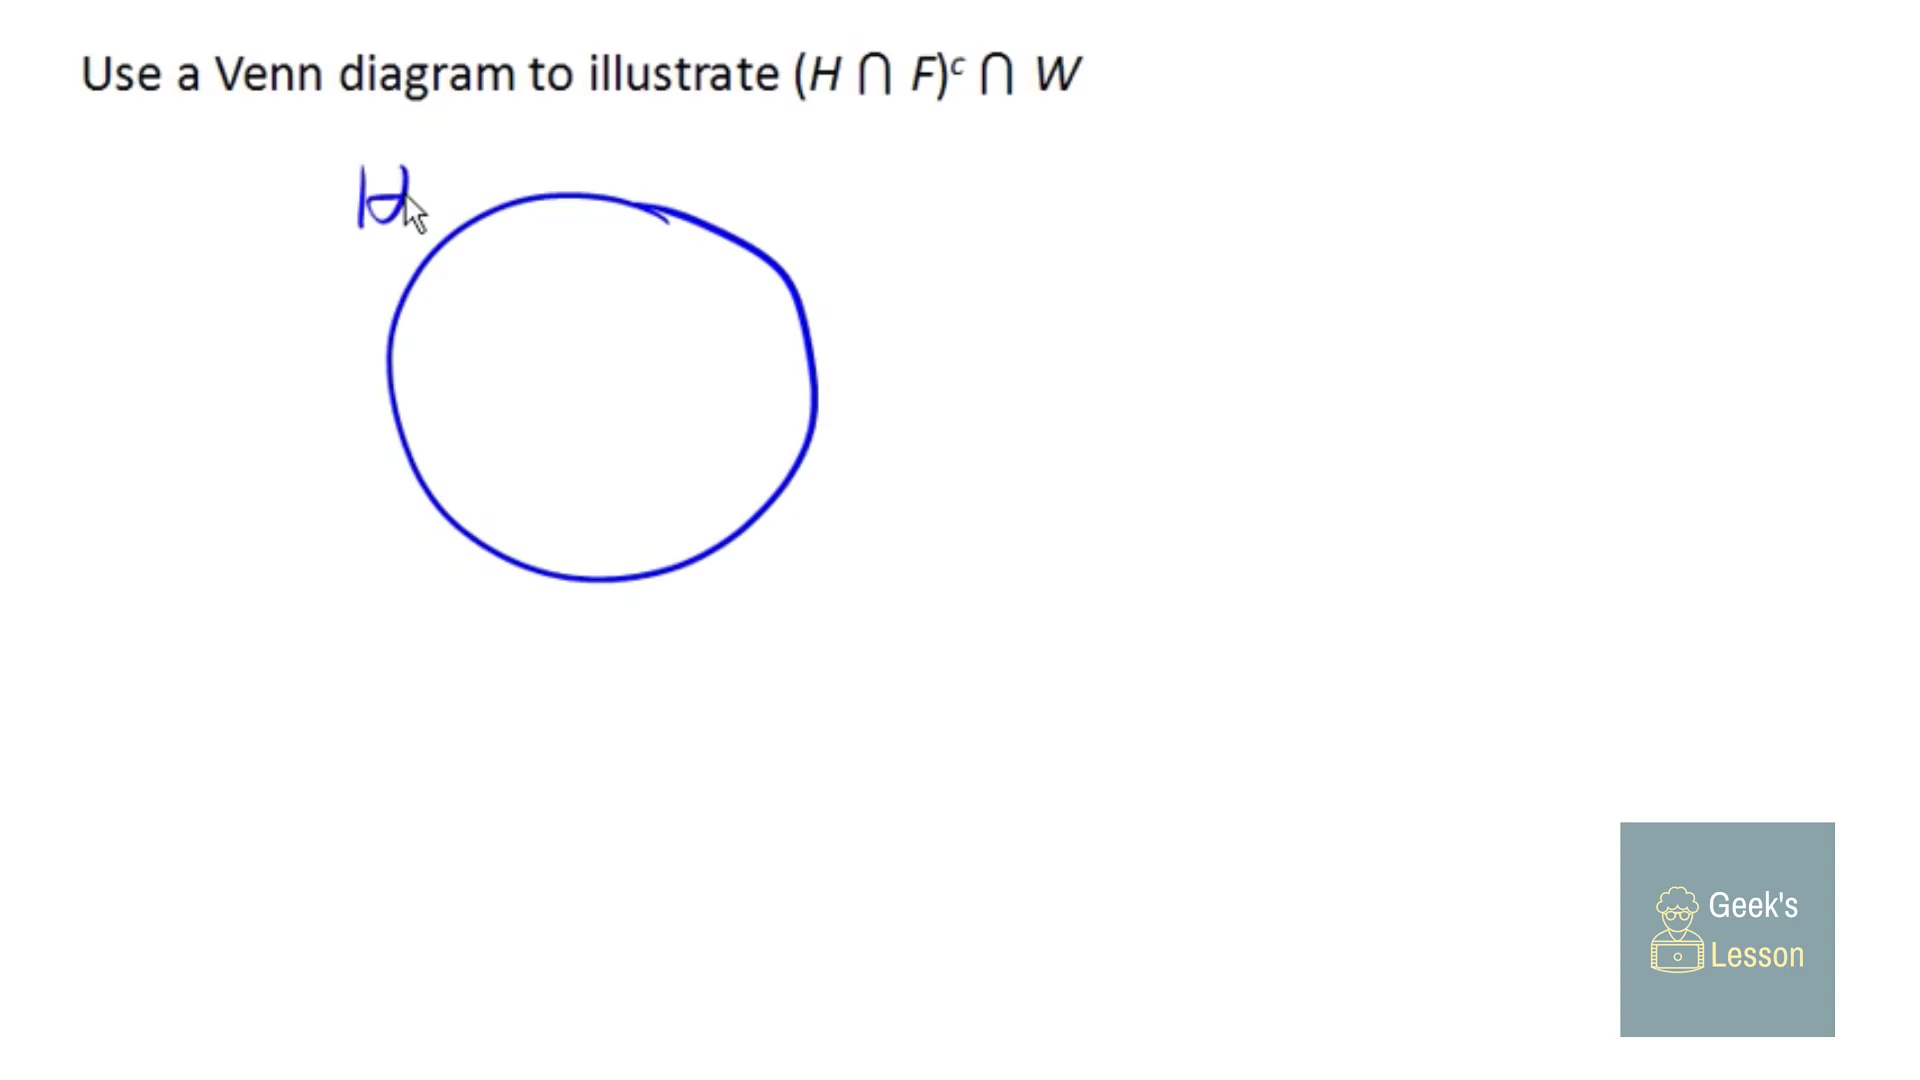 Use a Venn diagram to illustrate (H ⋂ F)ᶜ ⋂ W
H
Geek's
Lesson